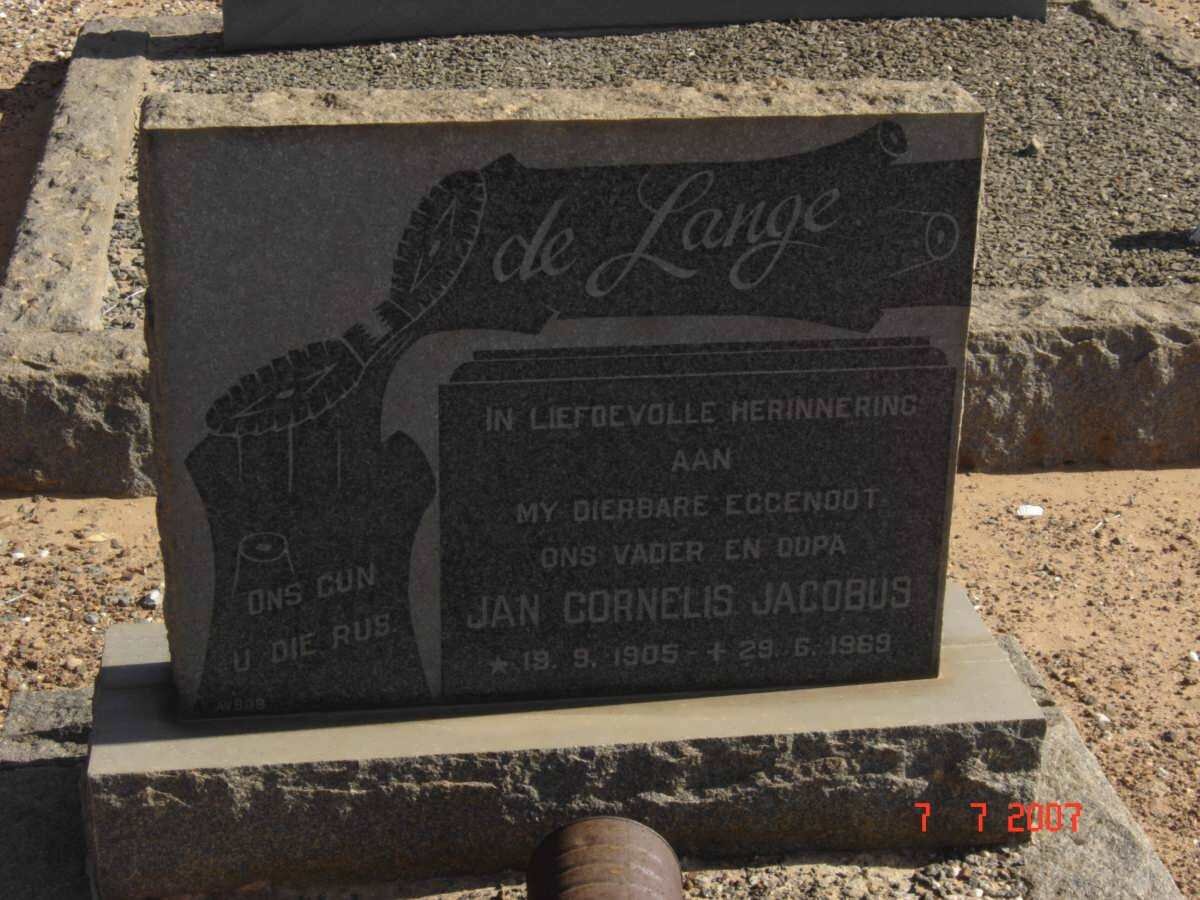 de Lange
IN LIEFDEVOLLE HERINNERING
AAN
MY DIERBARE EGGENOOT
ONS VADER EN OUPA
JAN CORNELIS JACOBUS
* 19. 9. 1905 - + 29. 6. 1969
ONS GUN
U DIE RUS.
7 7 2007